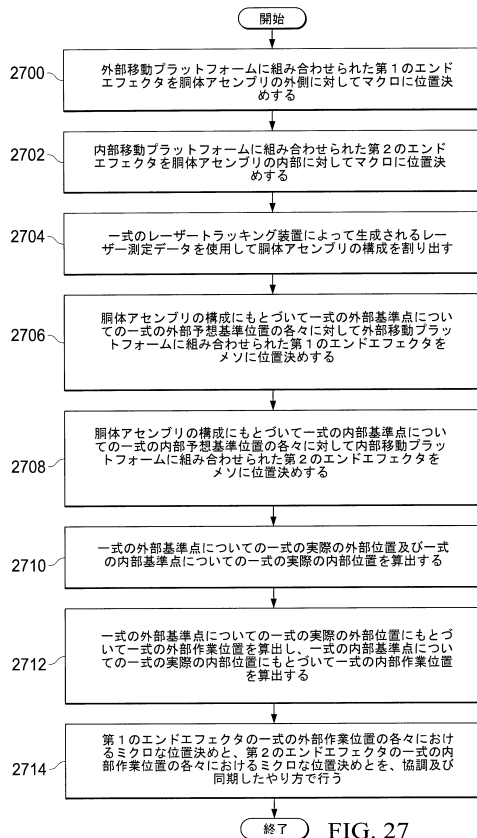 開始
2700
外部移動プラットフォームに組み合わせられた第1のエンド
エフェクタを胴体アセンブリの外側に対してマクロに位置決
めする
2702
内部移動プラットフォームに組み合わせられた第2のエンド
エフェクタを胴体アセンブリの内部に対してマクロに位置決
めする
2704
一式のレーザートラッキング装置によって生成されるレー
ザー測定データを使用して胴体アセンブリの構成を割り出す
2706
胴体アセンブリの構成にもとづいて一式の外部基準点につい
ての一式の外部予想基準位置の各々に対して外部移動プラッ
トフォームに組み合わせられた第1のエンドエフェクタを
メソに位置決めする
2708
胴体アセンブリの構成にもとづいて一式の内部基準点につい
ての一式の内部予想基準位置の各々に対して内部移動プラッ
トフォームに組み合わせられた第2のエンドエフェクタを
メソに位置決めする
2710
一式の外部基準点についての一式の実際の外部位置及び一式
の内部基準点についての一式の実際の内部位置を算出する
2712
一式の外部基準点についての一式の実際の外部位置にもとづ
いて一式の外部作業位置を算出し、一式の内部基準点につい
ての一式の実際の内部位置にもとづいて一式の内部作業位置
を算出する
2714
第1のエンドエフェクタの一式の外部作業位置の各々にお
けるミクロな位置決めと、第2のエンドエフェクタの一式の内
部作業位置の各々におけるミクロな位置決めとを、協調及び
同期したやり方で行う
終了
FIG. 27